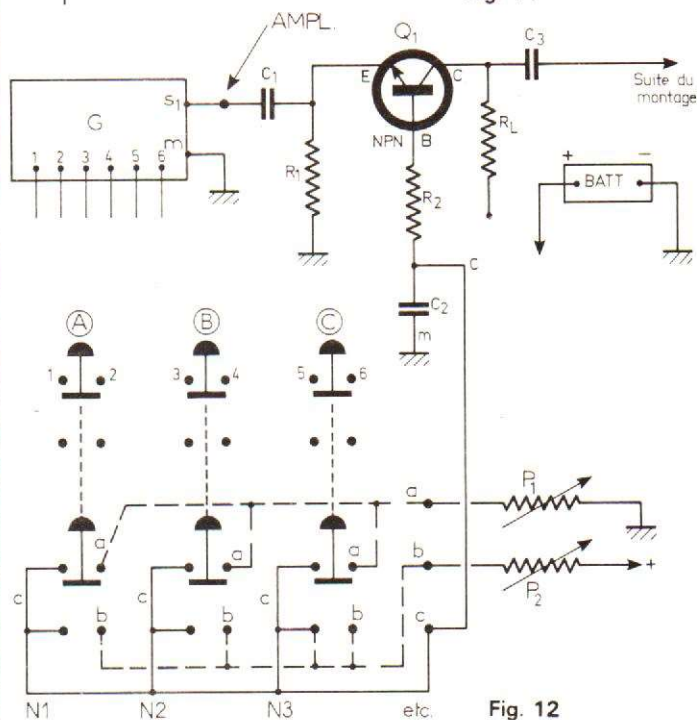 AMPL.
Q1
C1
C3
E
C
Suite du
montage
S1
G
m
1 2 3 4 5 6
NPN B
RL
R1
R2
+ −
BATT
C
C2
m
A B C
1 2 3 4 5 6
P1
a
a a a
b
P2
+
c c c
b b b c
N1 N2 N3 etc. Fig. 12